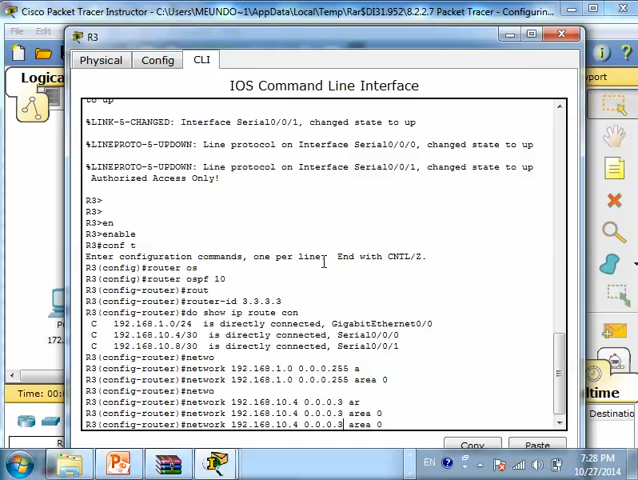 Cisco Packet Tracer Instructor - C:\Users\MEUNDO~1\AppData\Local\Temp\Rar$DI31.952\8.2.2.7 Packet Tracer - Configurin...
File
R3
Physical
Config
CLI
Logica
port
IOS Command Line Interface
to up
%LINK-5-CHANGED: Interface Serial0/0/1, changed state to up
%LINEPROTO-5-UPDOWN: Line protocol on Interface Serial0/0/0, changed state to up
%LINEPROTO-5-UPDOWN: Line protocol on Interface Serial0/0/1, changed state to up
Authorized Access Only!
R3>
R3>
R3>en
R3>enable
R3#conf t
Enter configuration commands, one per line. End with CNTL/Z.
R3(config)#router os
R3(config)#router ospf 10
R3(config-router)#rout
R3(config-router)#router-id 3.3.3.3
R3(config-router)#do show ip route con
C 192.168.1.0/24 is directly connected, GigabitEthernet0/0
C 192.168.10.4/30 is directly connected, Serial0/0/0
C 192.168.10.8/30 is directly connected, Serial0/0/1
R3(config-router)#netwo
R3(config-router)#network 192.168.1.0 0.0.0.255 a
R3(config-router)#network 192.168.1.0 0.0.0.255 area 0
R3(config-router)#netwo
R3(config-router)#network 192.168.10.4 0.0.0.3 ar
R3(config-router)#network 192.168.10.4 0.0.0.3 area 0
R3(config-router)#network 192.168.10.4 0.0.0.3 area 0
172.
Time: 00:0
altime
Destinatio
Copy
Paste
EN
7:28 PM
10/27/2014